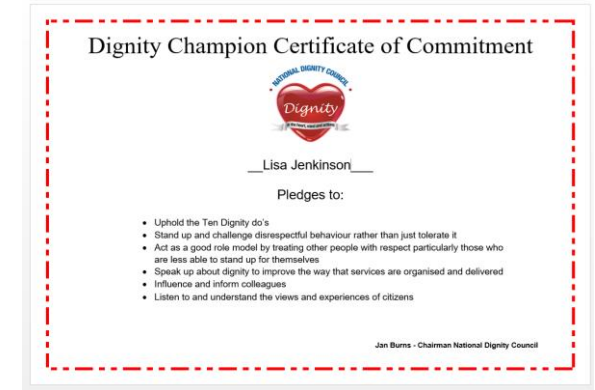 Dignity Champion Certificate of Commitment
NATIONAL DIGNITY COUNCIL
Dignity
__Lisa Jenkinson___
Pledges to:
• Uphold the Ten Dignity do's
• Stand up and challenge disrespectful behaviour rather than just tolerate it
• Act as a good role model by treating other people with respect particularly those who
are less able to stand up for themselves
• Speak up about dignity to improve the way that services are organised and delivered
• Influence and inform colleagues
• Listen to and understand the views and experiences of citizens
Jan Burns - Chairman National Dignity Council